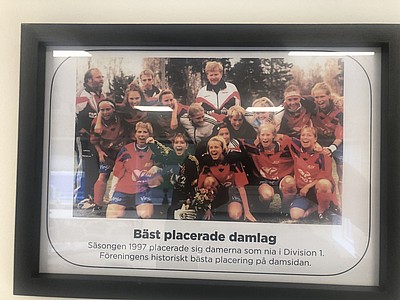 Bäst placerade damlag
Säsongen 1997 placerade sig damerna som nia i Division 1.
Föreningens historiskt bästa placering på damsidan.